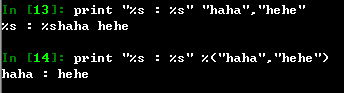 In [13]: print "%s : %s" "haha","hehe"
%s : %shaha hehe
In [14]: print "%s : %s" %("haha","hehe")
haha : hehe